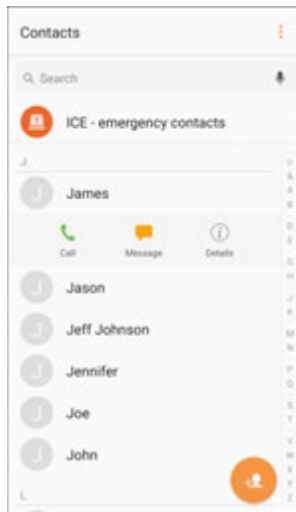 Contacts
Search
ICE - emergency contacts
J
J James
Call Message Details
J Jason
J Jeff Johnson
J Jennifer
J Joe
J John
L